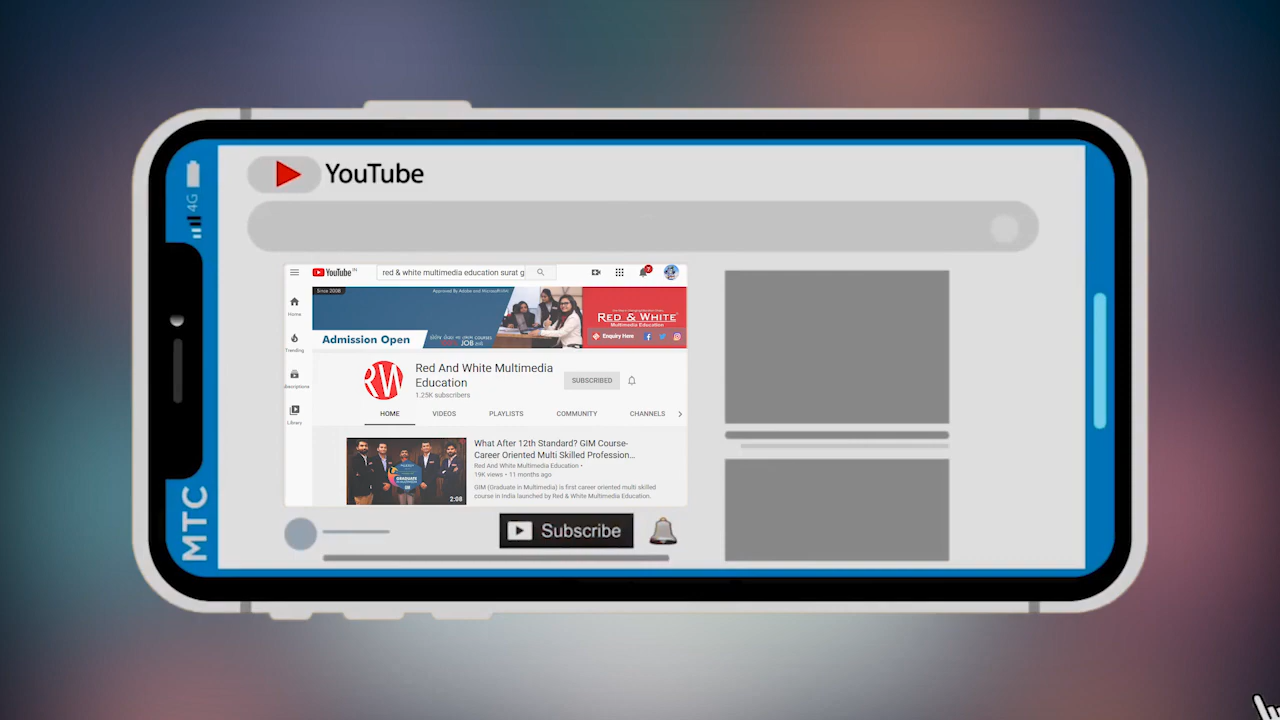 YouTube
4G
MTC
YouTube IN
red & white multimedia education surat g
Since 2008
Approved By Adobe and Microsoft
Admission Open
JOB
RED & WHITE
Multimedia Education
Enquiry Here
Home
Trending
Library
Red And White Multimedia
Education
1.25K subscribers
SUBSCRIBED
HOME VIDEOS PLAYLISTS COMMUNITY CHANNELS
What After 12th Standard? GIM Course-
Career Oriented Multi Skilled Profession...
Red And White Multimedia Education •
19K views • 11 months ago
GIM (Graduate in Multimedia) is first career oriented multi skilled
course in India launched by Red & White Multimedia Education.
GRADUATE
2:08
Subscribe